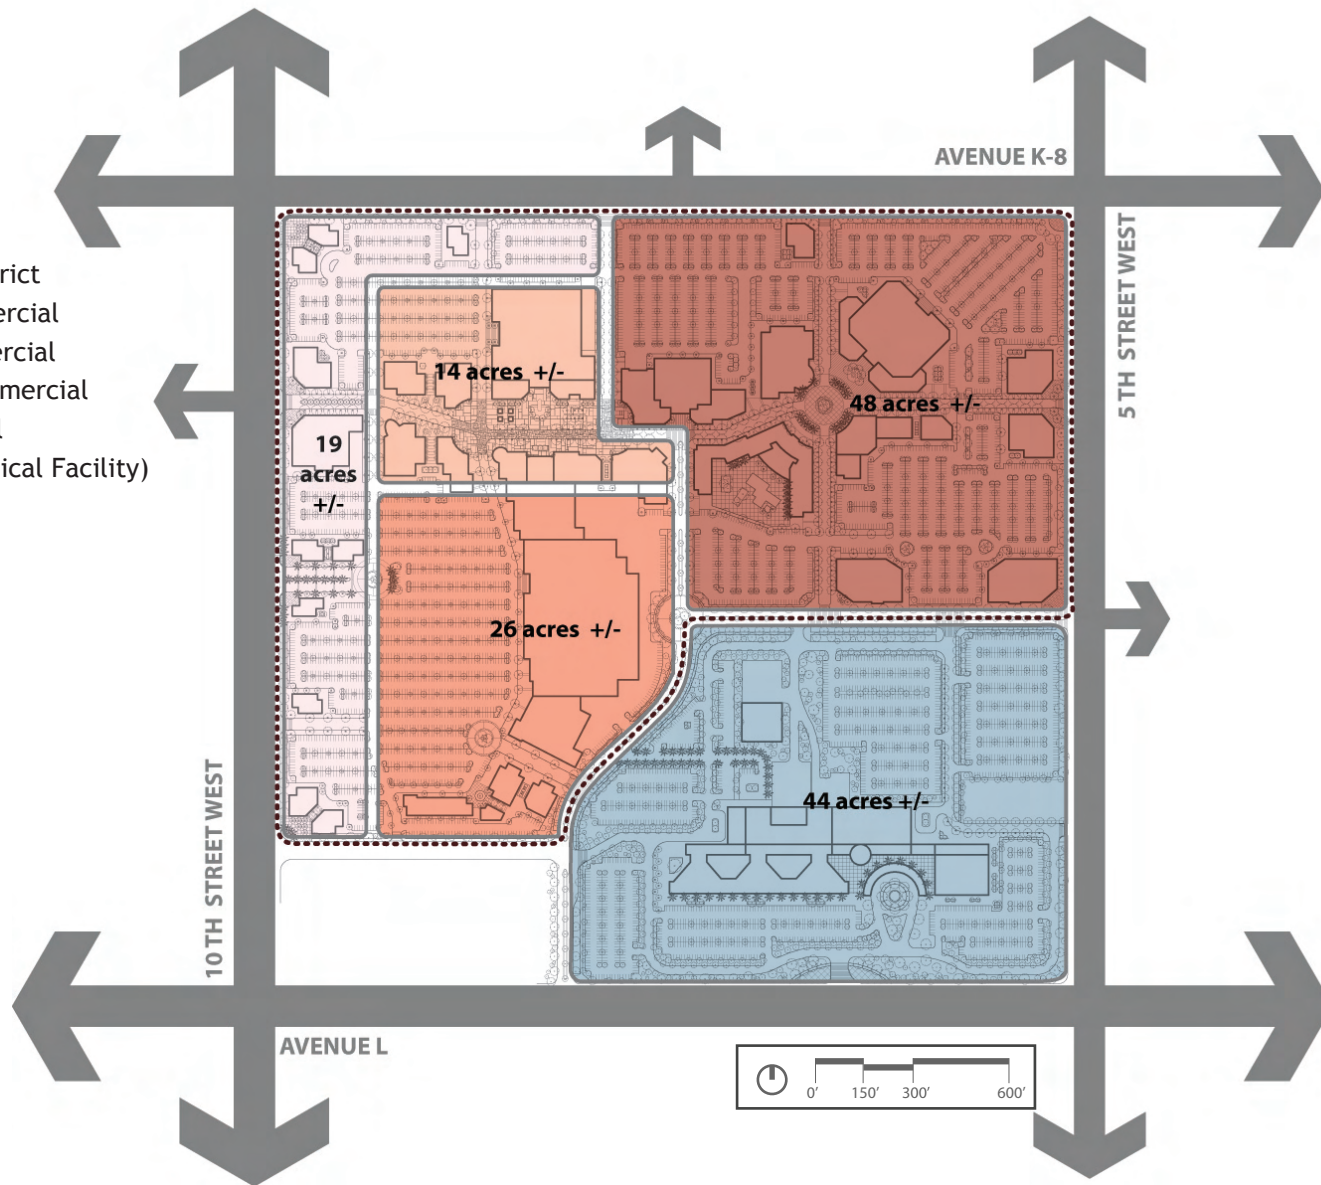 AVENUE K-8
5 TH STREET WEST
rict
ercial
ercial
mmercial
l
ical Facility)
14 acres +/-
48 acres +/-
19
acres
+/-
26 acres +/-
44 acres +/-
10 TH STREET WEST
AVENUE L
0' 150' 300' 600'